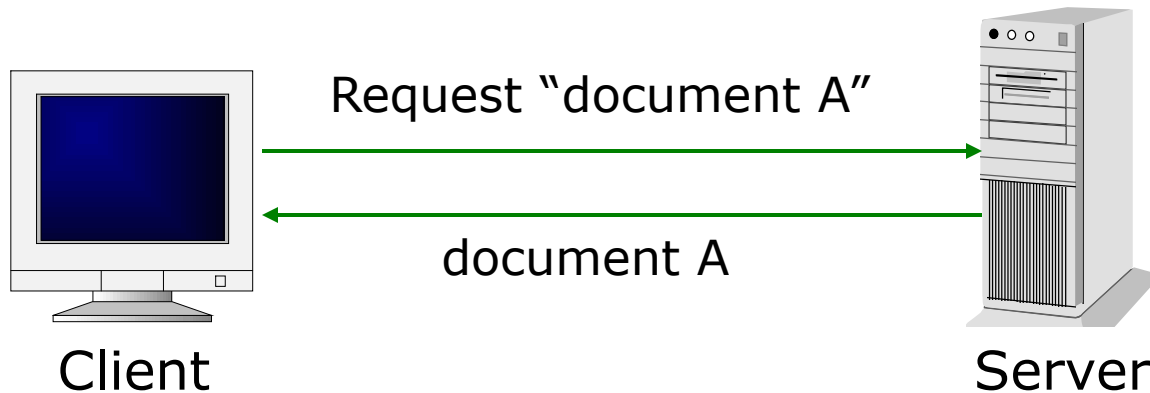 Request “document A”
document A
Client
Server